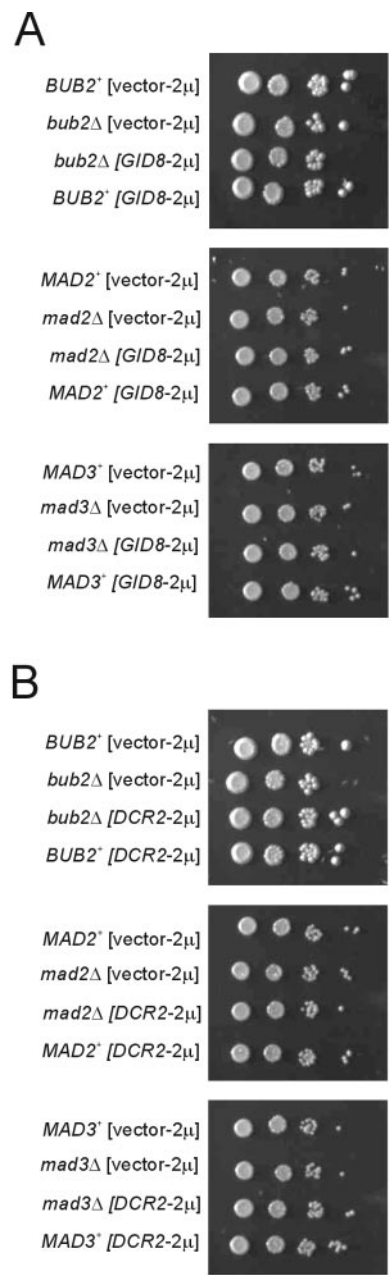 A
BUB2⁺ [vector-2μ]
bub2Δ [vector-2μ]
bub2Δ [GID8-2μ]
BUB2⁺ [GID8-2μ]
MAD2⁺ [vector-2μ]
mad2Δ [vector-2μ]
mad2Δ [GID8-2μ]
MAD2⁺ [GID8-2μ]
MAD3⁺ [vector-2μ]
mad3Δ [vector-2μ]
mad3Δ [GID8-2μ]
MAD3⁺ [GID8-2μ]
B
BUB2⁺ [vector-2μ]
bub2Δ [vector-2μ]
bub2Δ [DCR2-2μ]
BUB2⁺ [DCR2-2μ]
MAD2⁺ [vector-2μ]
mad2Δ [vector-2μ]
mad2Δ [DCR2-2μ]
MAD2⁺ [DCR2-2μ]
MAD3⁺ [vector-2μ]
mad3Δ [vector-2μ]
mad3Δ [DCR2-2μ]
MAD3⁺ [DCR2-2μ]